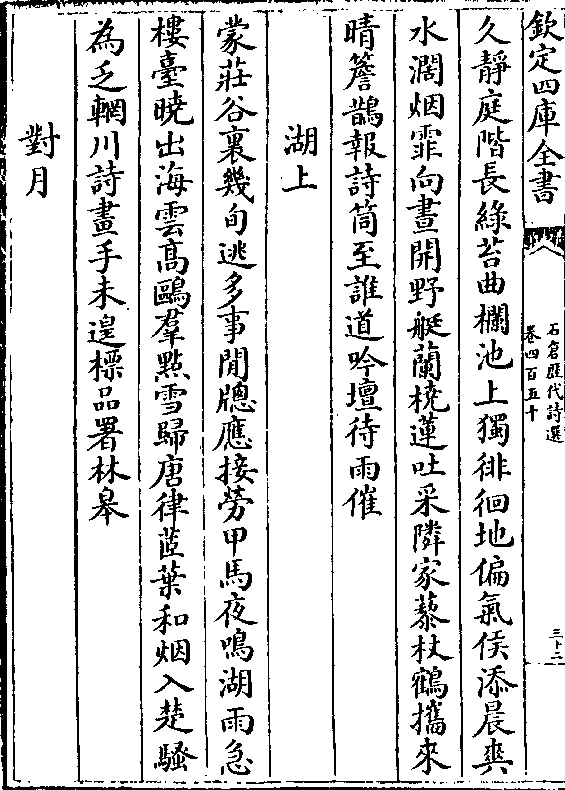 欽定四庫全書
石倉歷代詩選
卷四百五十
三十二
久靜庭階長綠苔曲欄池上獨徘徊地偏氣候添晨爽
水濶烟霏向晝開野艇蘭橈蓮吐采隣家藜杖鶴攜來
晴簷鵲報詩筒至誰道吟壇待雨催
湖上
蒙莊谷裏幾旬逃多事閒牕應接勞甲馬夜鳴湖雨急
樓臺曉出海雲高鷗羣點雪歸唐律茝葉和烟入楚騷
為乏輞川詩畫手未遑標品署林皋
對月